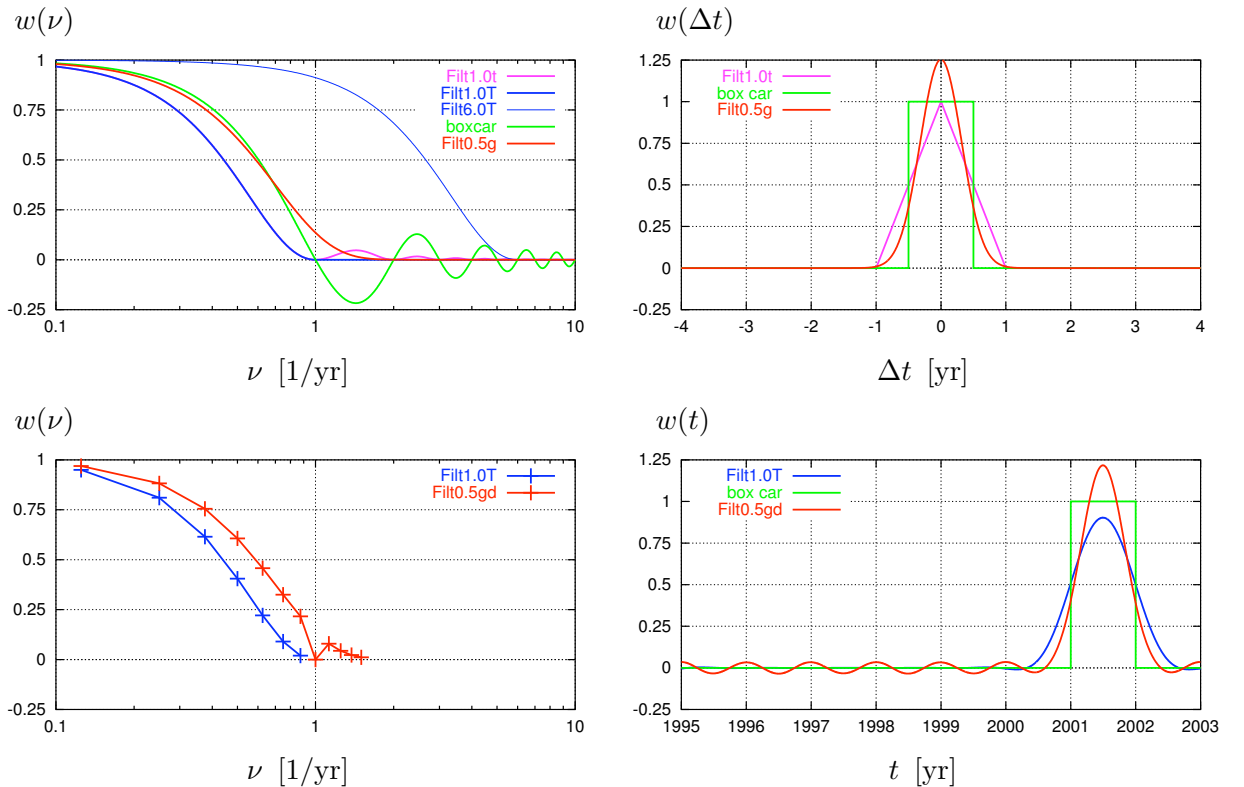 w(ν)
1
0.75
0.5
0.25
0
-0.25
0.1
1
10
Filt1.0t
Filt1.0T
Filt6.0T
boxcar
Filt0.5g
ν [1/yr]
w(Δt)
1.25
1
0.75
0.5
0.25
0
-0.25
-4
-3
-2
-1
0
1
2
3
4
Filt1.0t
box car
Filt0.5g
Δt [yr]
w(ν)
1
0.75
0.5
0.25
0
-0.25
0.1
1
10
Filt1.0T
Filt0.5gd
ν [1/yr]
w(t)
1.25
1
0.75
0.5
0.25
0
-0.25
1995
1996
1997
1998
1999
2000
2001
2002
2003
Filt1.0T
box car
Filt0.5gd
t [yr]